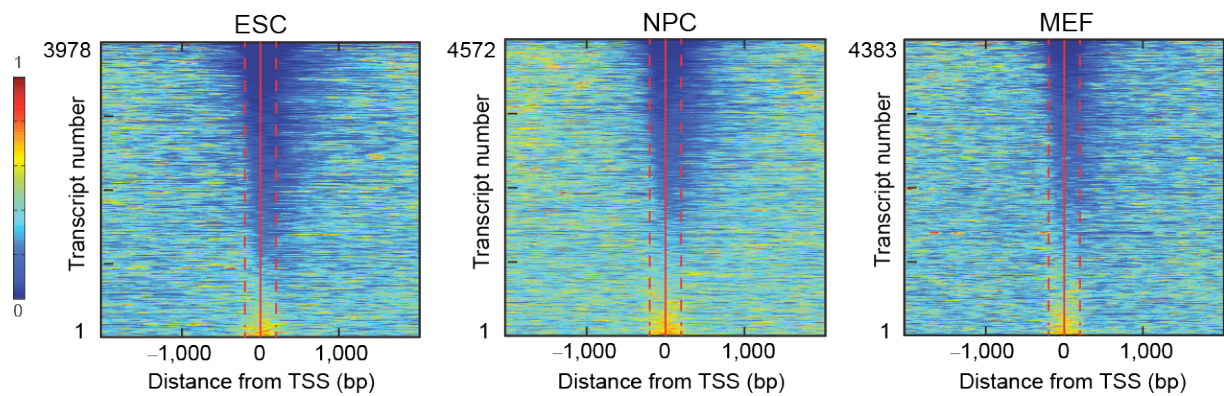 ESC
NPC
MEF
1
0
3978
Transcript number
1
−1,000
0
1,000
Distance from TSS (bp)
4572
Transcript number
1
−1,000
0
1,000
Distance from TSS (bp)
4383
Transcript number
1
−1,000
0
1,000
Distance from TSS (bp)